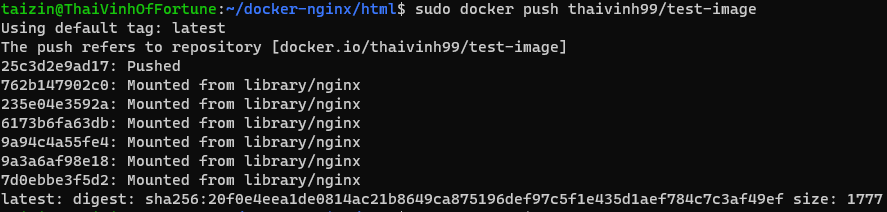 taizin@ThaiVinhOfFortune:~/docker-nginx/html$ sudo docker push thaivinh99/test-image
Using default tag: latest
The push refers to repository [docker.io/thaivinh99/test-image]
25c3d2e9ad17: Pushed
762b147902c0: Mounted from library/nginx
235e04e3592a: Mounted from library/nginx
6173b6fa63db: Mounted from library/nginx
9a94c4a55fe4: Mounted from library/nginx
9a3a6af98e18: Mounted from library/nginx
7d0ebbe3f5d2: Mounted from library/nginx
latest: digest: sha256:20f0e4eea1de0814ac21b8649ca875196def97c5f1e435d1aef784c7c3af49ef size: 1777